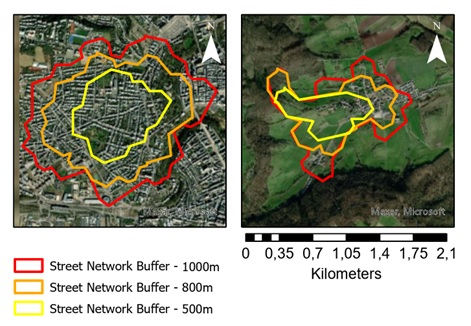 N
N
Maxar, Microsoft
Maxar, Microsoft
0 0,35 0,7 1,05 1,4 1,75 2,1
Kilometers
Street Network Buffer - 1000m
Street Network Buffer - 800m
Street Network Buffer - 500m